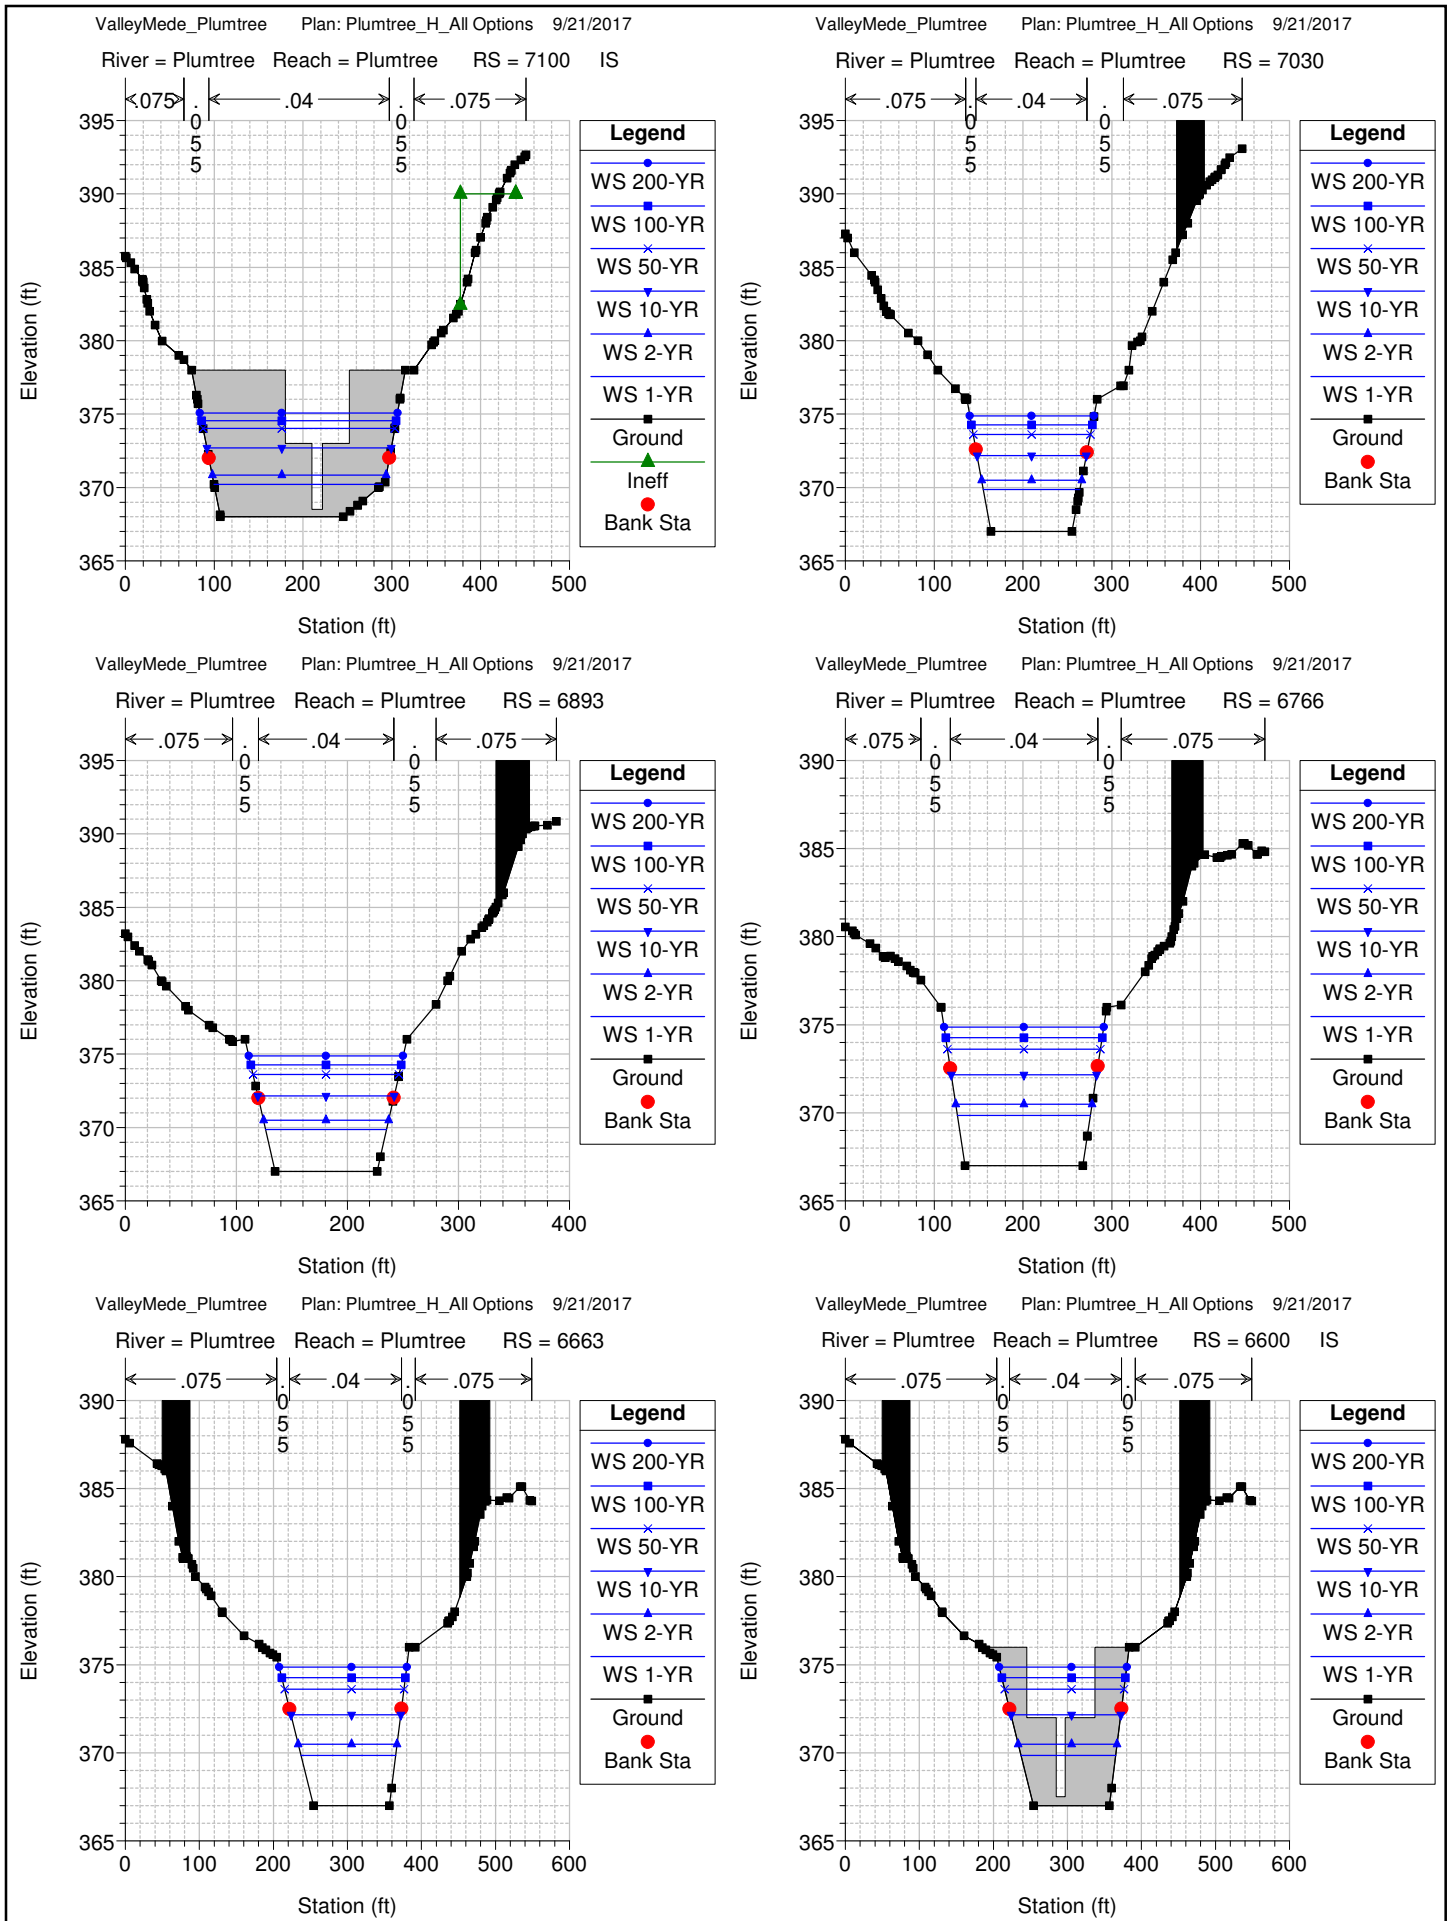 ValleyMede_Plumtree Plan: Plumtree_H_All Options 9/21/2017
River = Plumtree Reach = Plumtree RS = 7100 IS
.075 .055 .04 .055 .075
395
390
385
380
375
370
365
0 100 200 300 400 500
Station (ft)
Elevation (ft)
Legend
WS 200-YR
WS 100-YR
WS 50-YR
WS 10-YR
WS 2-YR
WS 1-YR
Ground
Ineff
Bank Sta
ValleyMede_Plumtree Plan: Plumtree_H_All Options 9/21/2017
River = Plumtree Reach = Plumtree RS = 7030
.075 .055 .04 .055 .075
395
390
385
380
375
370
365
0 100 200 300 400 500
Station (ft)
Elevation (ft)
Legend
WS 200-YR
WS 100-YR
WS 50-YR
WS 10-YR
WS 2-YR
WS 1-YR
Ground
Bank Sta
ValleyMede_Plumtree Plan: Plumtree_H_All Options 9/21/2017
River = Plumtree Reach = Plumtree RS = 6893
.075 .055 .04 .055 .075
395
390
385
380
375
370
365
0 100 200 300 400
Station (ft)
Elevation (ft)
Legend
WS 200-YR
WS 100-YR
WS 50-YR
WS 10-YR
WS 2-YR
WS 1-YR
Ground
Bank Sta
ValleyMede_Plumtree Plan: Plumtree_H_All Options 9/21/2017
River = Plumtree Reach = Plumtree RS = 6766
.075 .055 .04 .055 .075
390
385
380
375
370
365
0 100 200 300 400 500
Station (ft)
Elevation (ft)
Legend
WS 200-YR
WS 100-YR
WS 50-YR
WS 10-YR
WS 2-YR
WS 1-YR
Ground
Bank Sta
ValleyMede_Plumtree Plan: Plumtree_H_All Options 9/21/2017
River = Plumtree Reach = Plumtree RS = 6663
.075 .055 .04 .055 .075
390
385
380
375
370
365
0 100 200 300 400 500 600
Station (ft)
Elevation (ft)
Legend
WS 200-YR
WS 100-YR
WS 50-YR
WS 10-YR
WS 2-YR
WS 1-YR
Ground
Bank Sta
ValleyMede_Plumtree Plan: Plumtree_H_All Options 9/21/2017
River = Plumtree Reach = Plumtree RS = 6600 IS
.075 .055 .04 .055 .075
390
385
380
375
370
365
0 100 200 300 400 500 600
Station (ft)
Elevation (ft)
Legend
WS 200-YR
WS 100-YR
WS 50-YR
WS 10-YR
WS 2-YR
WS 1-YR
Ground
Bank Sta